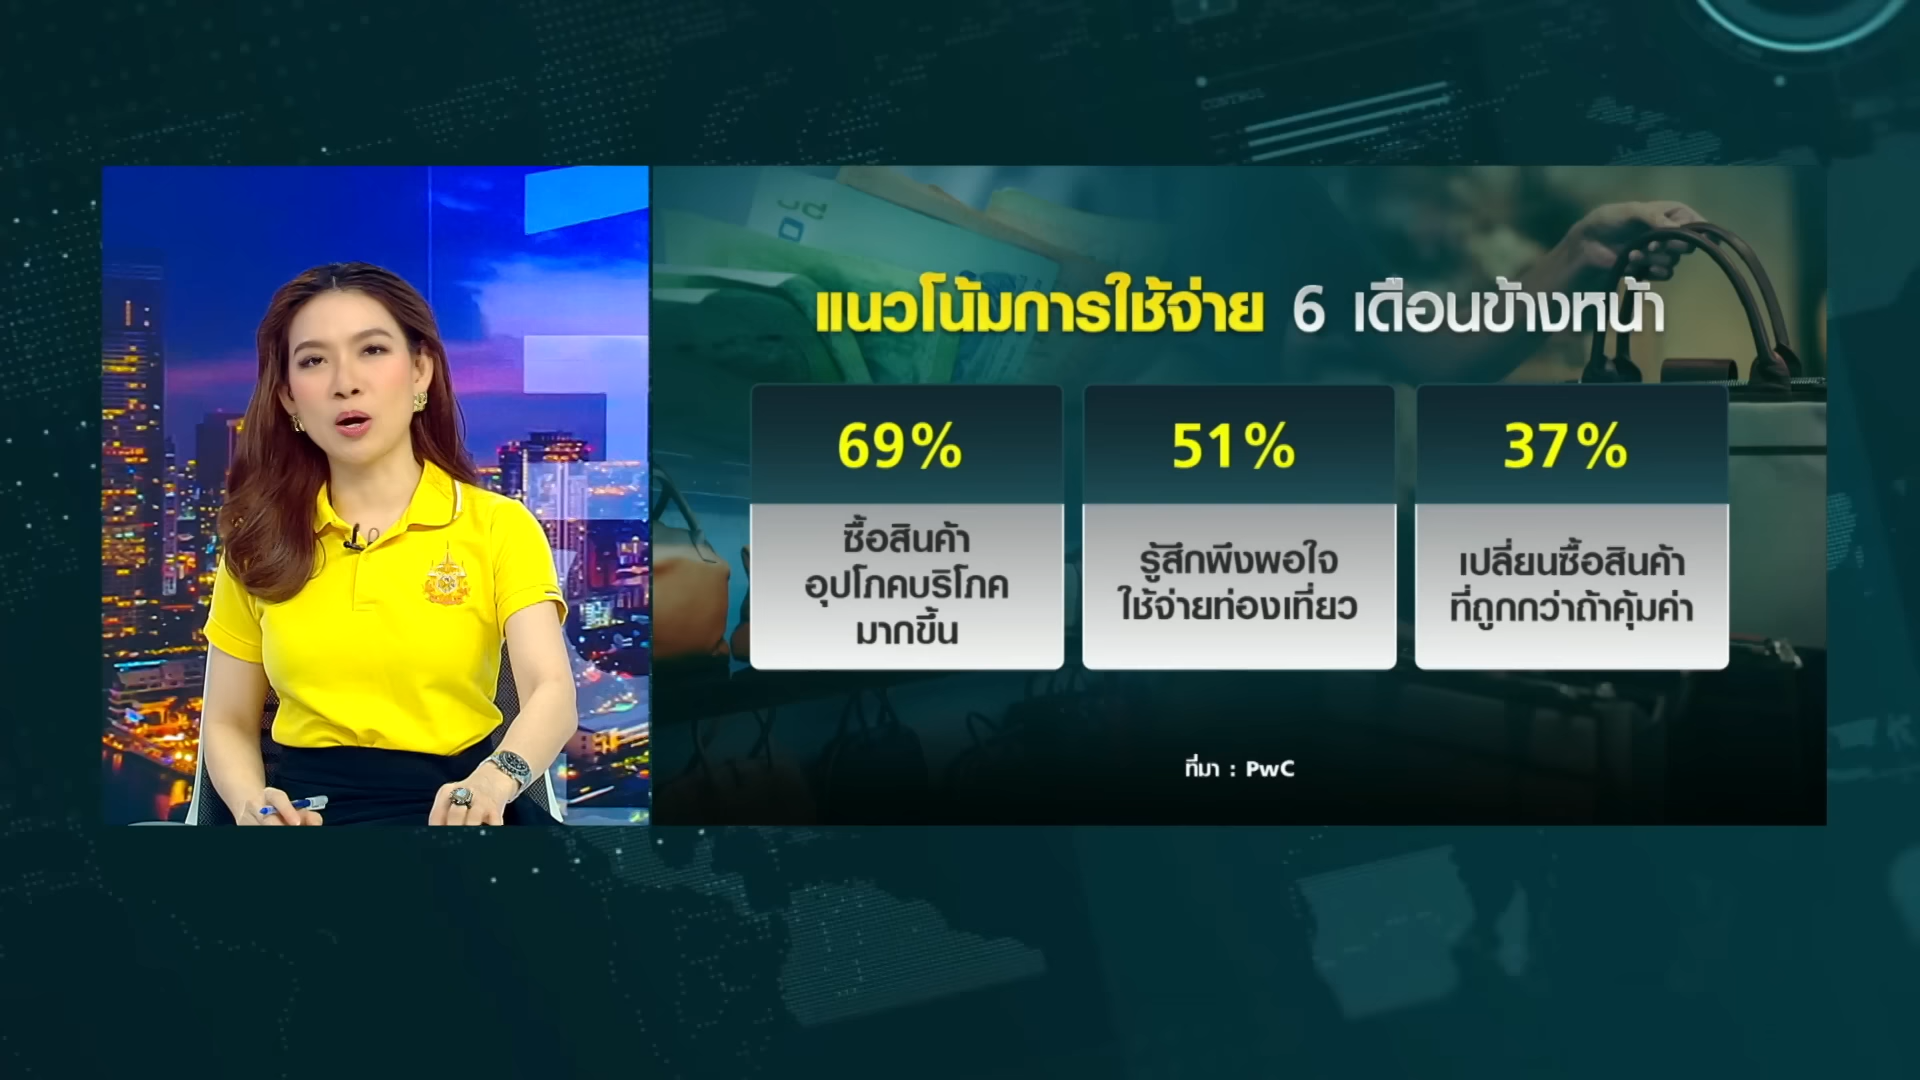 CONTROL
แนวโน้มการใช้จ่าย 6 เดือนข้างหน้า
69%
ซื้อสินค้า
อุปโภคบริโภค
มากขึ้น
51%
รู้สึกพึงพอใจ
ใช้จ่ายท่องเที่ยว
37%
เปลี่ยนซื้อสินค้า
ที่ถูกกว่าถ้าคุ้มค่า
ที่มา : PwC